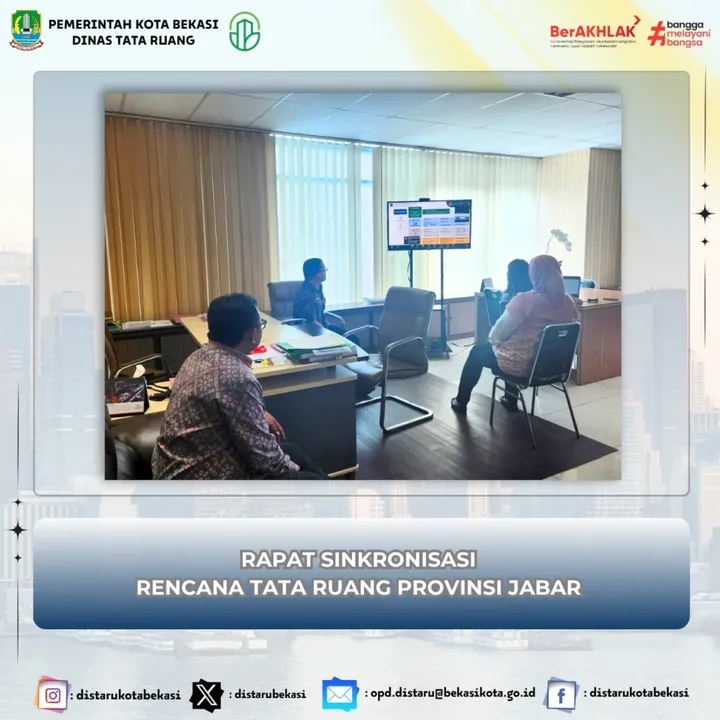 PEMERINTAH KOTA BEKASI
DINAS TATA RUANG
BerAKHLAK
#bangga
melayani
bangsa
RAPAT SINKRONISASI
RENCANA TATA RUANG PROVINSI JABAR
: distarukotabekasi
: distarubekasi
: opd.distaru@bekasikota.go.id
: distarukotabekasi